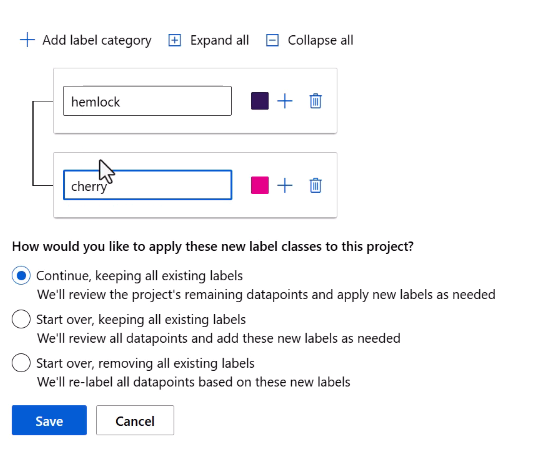 Add label category Expand all Collapse all
hemlock
cherry
How would you like to apply these new label classes to this project?
Continue, keeping all existing labels
We'll review the project's remaining datapoints and apply new labels as needed
Start over, keeping all existing labels
We'll review all datapoints and add these new labels as needed
Start over, removing all existing labels
We'll re-label all datapoints based on these new labels
Save Cancel